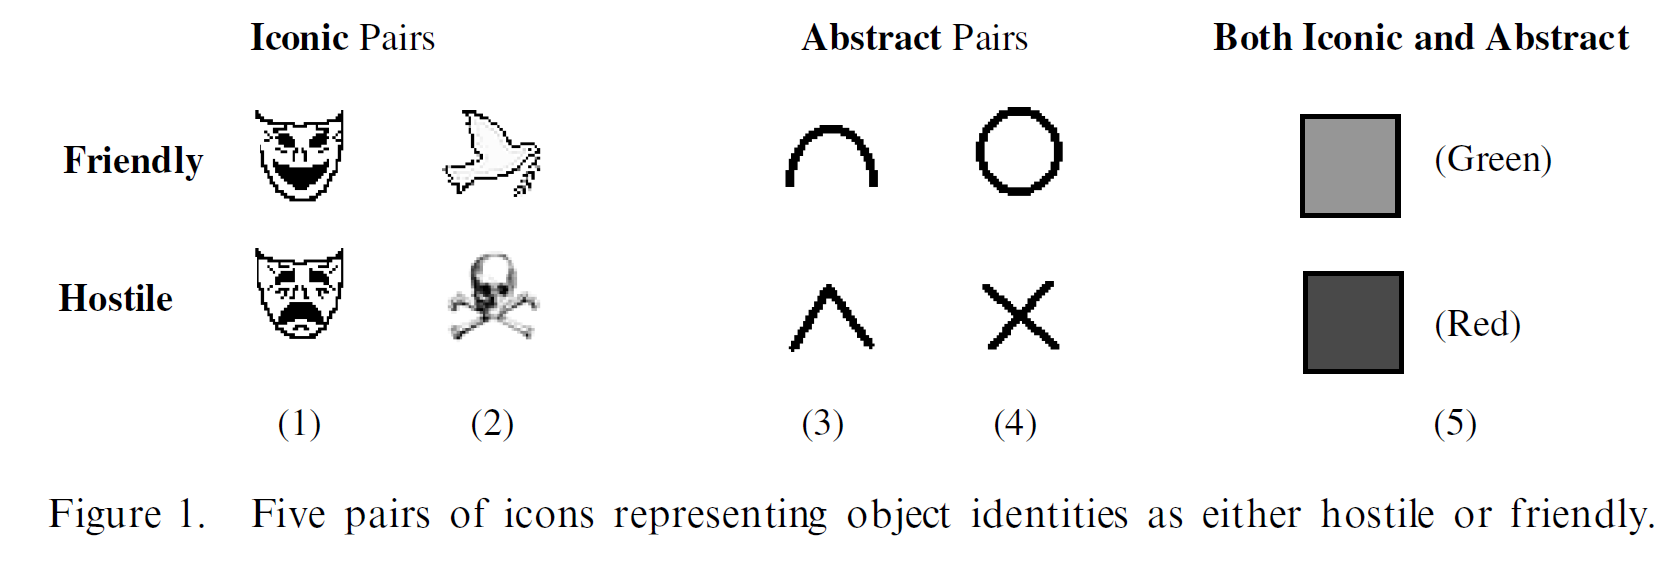 Iconic Pairs Abstract Pairs Both Iconic and Abstract
Friendly (Green)
Hostile (Red)
(1) (2) (3) (4) (5)
Figure 1. Five pairs of icons representing object identities as either hostile or friendly.